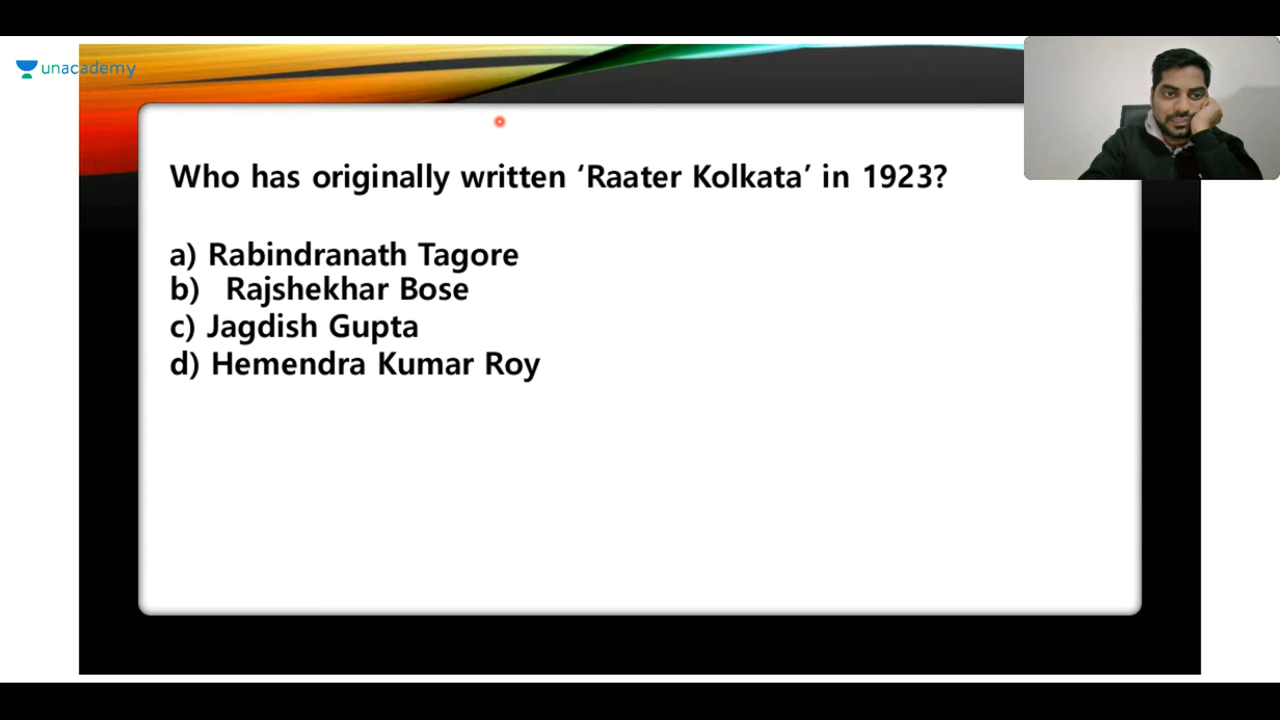 unacademy
Who has originally written ‘Raater Kolkata’ in 1923?
a) Rabindranath Tagore
b) Rajshekhar Bose
c) Jagdish Gupta
d) Hemendra Kumar Roy